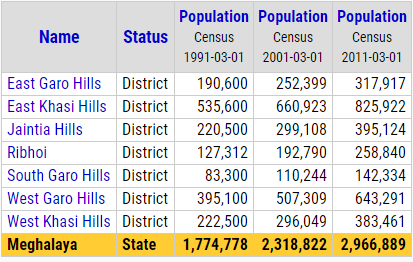 Name Status Population Census 1991-03-01 Population Census 2001-03-01 Population Census 2011-03-01
East Garo Hills District 190,600 252,399 317,917
East Khasi Hills District 535,600 660,923 825,922
Jaintia Hills District 220,500 299,108 395,124
Ribhoi District 127,312 192,790 258,840
South Garo Hills District 83,300 110,244 142,334
West Garo Hills District 395,100 507,309 643,291
West Khasi Hills District 222,500 296,049 383,461
Meghalaya State 1,774,778 2,318,822 2,966,889